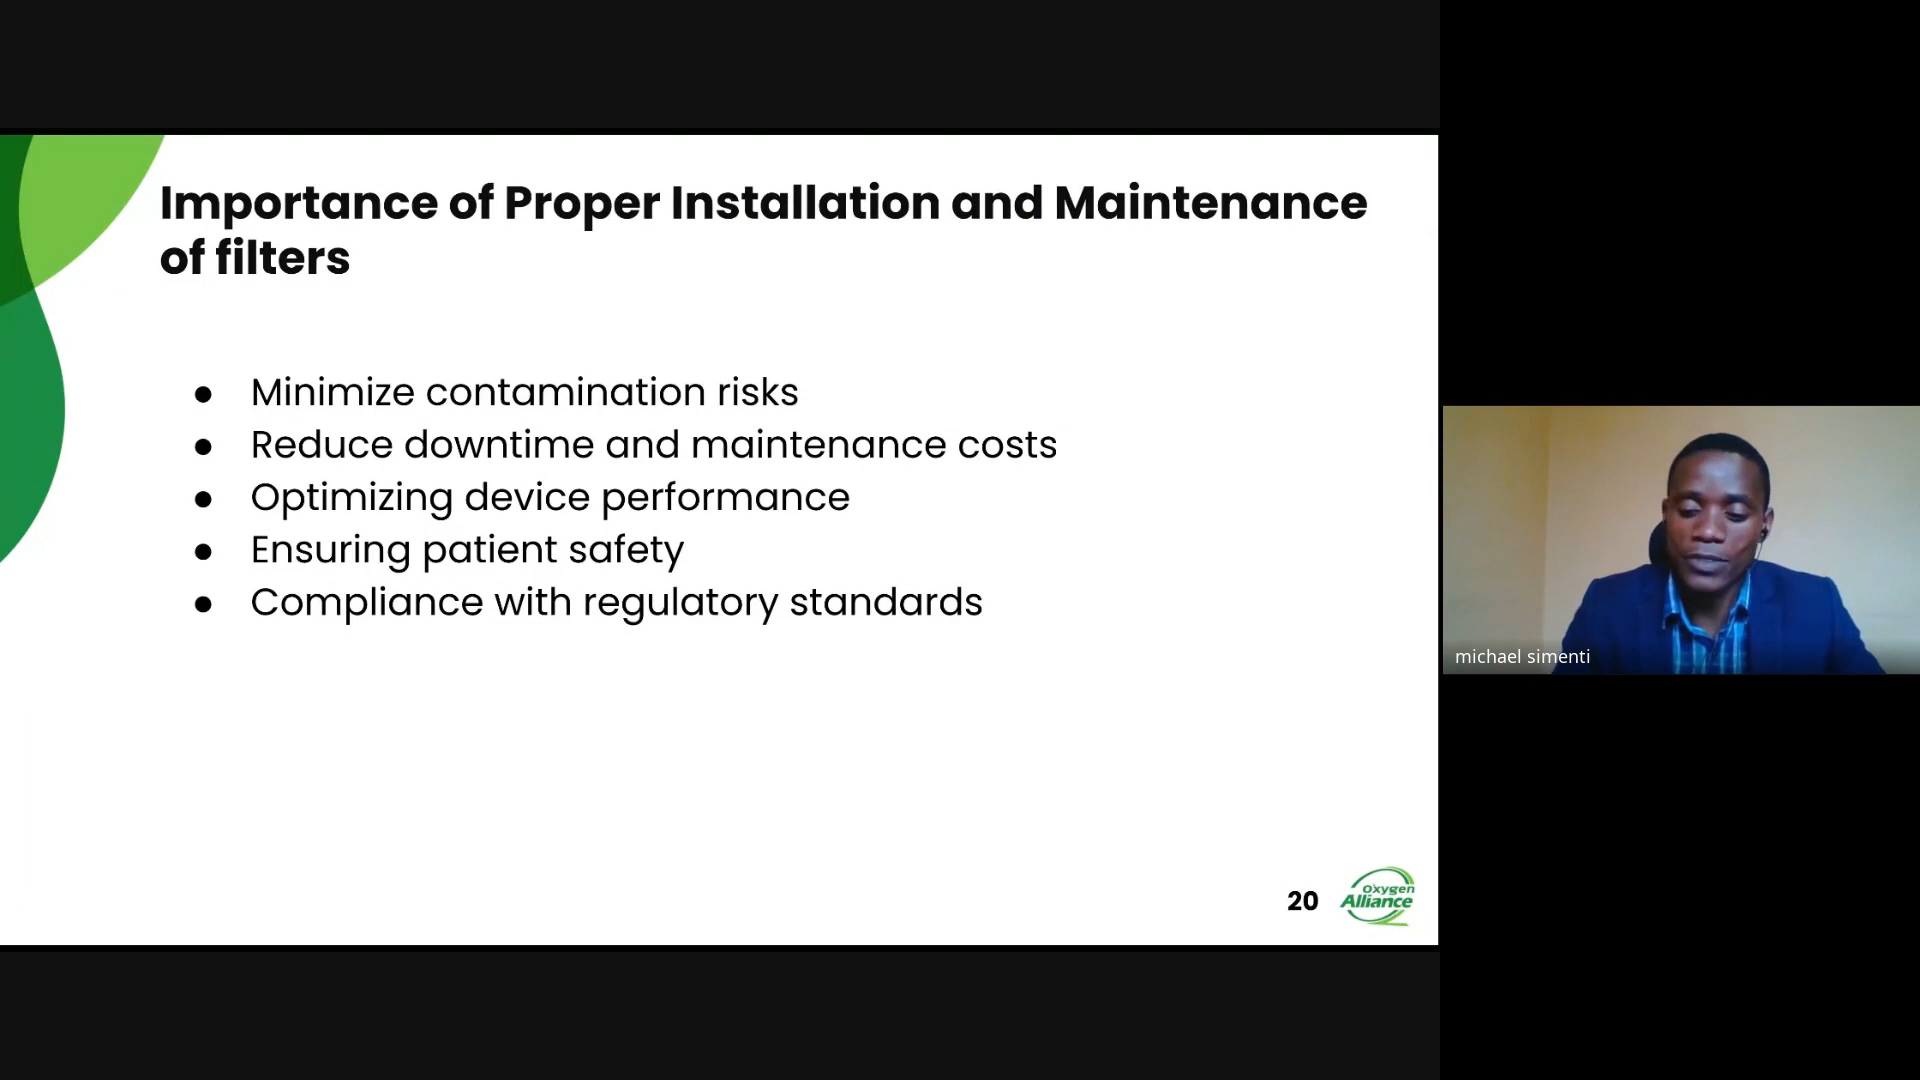 Importance of Proper Installation and Maintenance
of filters
● Minimize contamination risks
● Reduce downtime and maintenance costs
● Optimizing device performance
● Ensuring patient safety
● Compliance with regulatory standards
michael simenti
20
Oxygen
Alliance